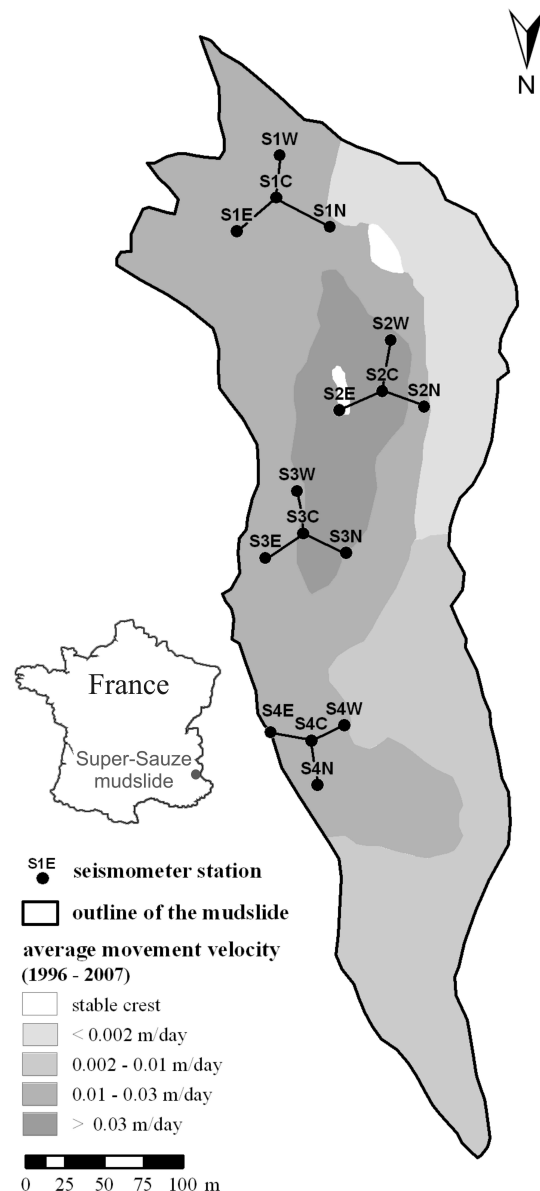 N
S1W
S1C
S1E
S1N
S2W
S2C
S2E
S2N
S3W
S3C
S3E
S3N
S4E
S4C
S4W
S4N
France
Super-Sauze
mudslide
S1E
seismometer station
outline of the mudslide
average movement velocity
(1996 - 2007)
stable crest
< 0.002 m/day
0.002 - 0.01 m/day
0.01 - 0.03 m/day
> 0.03 m/day
0 25 50 75 100 m